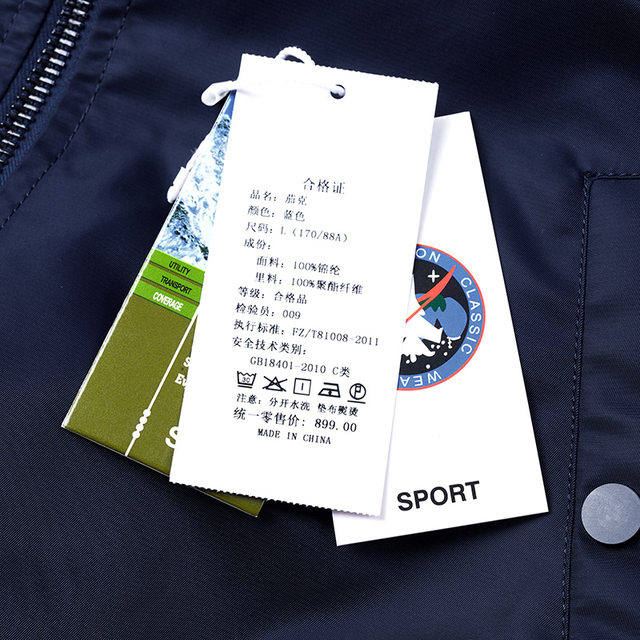 合格证
品名：茄克
颜色：蓝色
尺码：L（170/88A）
成份：
面料：100%锦纶
里料：100%聚酯纤维
等级：合格品
检验员：009
执行标准：FZ/T81008-2011
安全技术类别：
GB18401-2010 C类
30
注意：分开水洗 垫布熨烫
统一零售价：899.00
MADE IN CHINA
UTILITY
TRANSPORT
COVERAGE
CLASSIC
SPORT